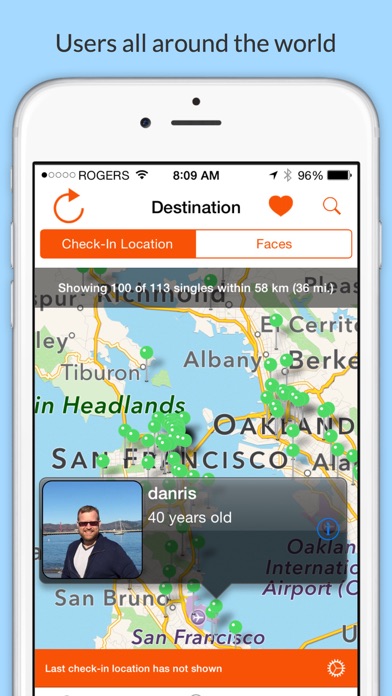 Users all around the world
ROGERS 8:09 AM 96%
Destination
Check-In Location Faces
Showing 100 of 113 singles within 58 km (36 mi.)
Richmond
El Cerrito
Albany Berke
Tiburon
in Headlands
OAKLAND
SAN FRANCISCO Ala
danris
40 years old
Oaklan
Internatio
Airport (O
San Bruno
San Francisco
Last check-in location has not shown